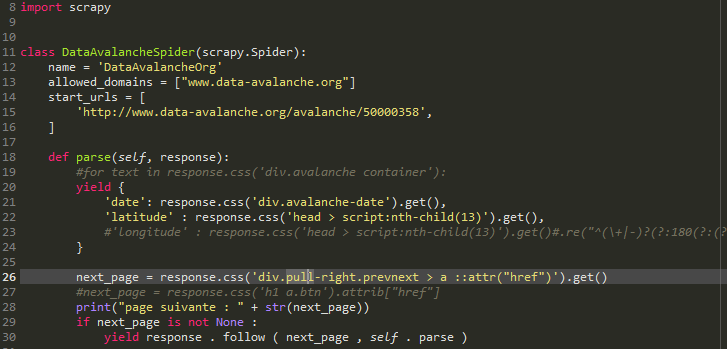 8 import scrapy
9
10
11 class DataAvalancheSpider(scrapy.Spider):
12     name = 'DataAvalancheOrg'
13     allowed_domains = ["www.data-avalanche.org"]
14     start_urls = [
15         'http://www.data-avalanche.org/avalanche/50000358',
16     ]
17
18     def parse(self, response):
19         #for text in response.css('div.avalanche container'):
20         yield {
21             'date': response.css('div.avalanche-date').get(),
22             'latitude' : response.css('head > script:nth-child(13)').get(),
23             #'longitude' : response.css('head > script:nth-child(13)').get()#.re("^(\+|-)?(?:180(?:(?
24         }
25
26         next_page = response.css('div.pull-right.prevnext > a ::attr("href")').get()
27         #next_page = response.css('h1 a.btn').attrib["href"]
28         print("page suivante : " + str(next_page))
29         if next_page is not None :
30             yield response . follow ( next_page , self . parse )